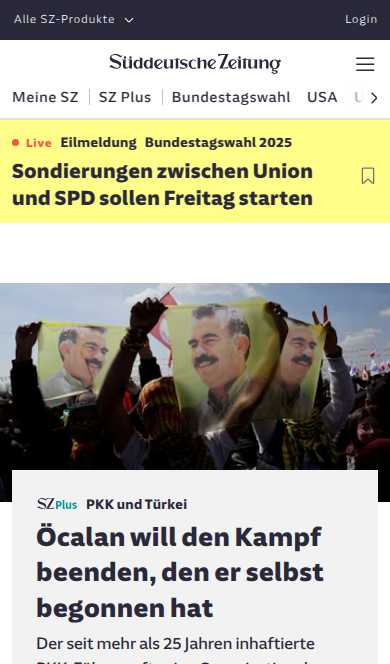 Alle SZ-Produkte
Login
Süddeutsche Zeitung
Meine SZ
SZ Plus
Bundestagswahl
USA
Live Eilmeldung Bundestagswahl 2025
Sondierungen zwischen Union
und SPD sollen Freitag starten
SZ Plus PKK und Türkei
Öcalan will den Kampf
beenden, den er selbst
begonnen hat
Der seit mehr als 25 Jahren inhaftierte